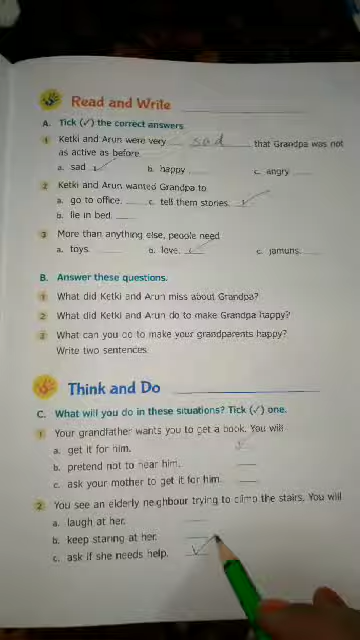 Read and Write
A. Tick (✓) the correct answers.
1 Ketki and Arun were very sad that Grandpa was not
as active as before.
a. sad ✓ b. happy c. angry
2 Ketki and Arun wanted Grandpa to
a. go to office. c. tell them stories. ✓
b. lie in bed.
3 More than anything else, people need
a. toys. b. love. ✓ c. jamuns.
B. Answer these questions.
1 What did Ketki and Arun miss about Grandpa?
2 What did Ketki and Arun do to make Grandpa happy?
3 What can you do to make your grandparents happy?
Write two sentences.
Think and Do
C. What will you do in these situations? Tick (✓) one.
1 Your grandfather wants you to get a book. You will
a. get it for him. ✓
b. pretend not to hear him.
c. ask your mother to get it for him.
2 You see an elderly neighbour trying to climb the stairs. You will
a. laugh at her.
b. keep staring at her.
c. ask if she needs help. ✓